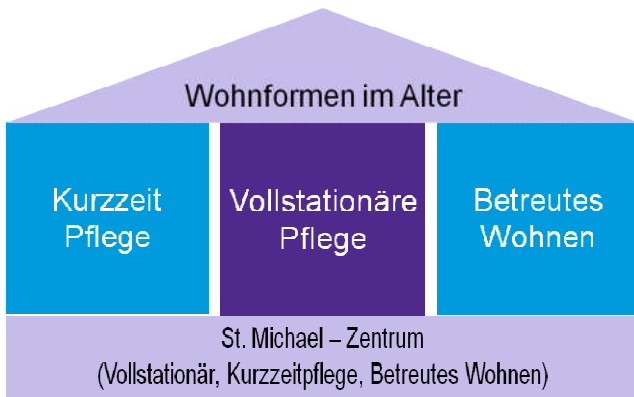 Wohnformen im Alter
Kurzzeit
Pflege
Vollstationäre
Pflege
Betreutes
Wohnen
St. Michael – Zentrum
(Vollstationär, Kurzzeitpflege, Betreutes Wohnen)